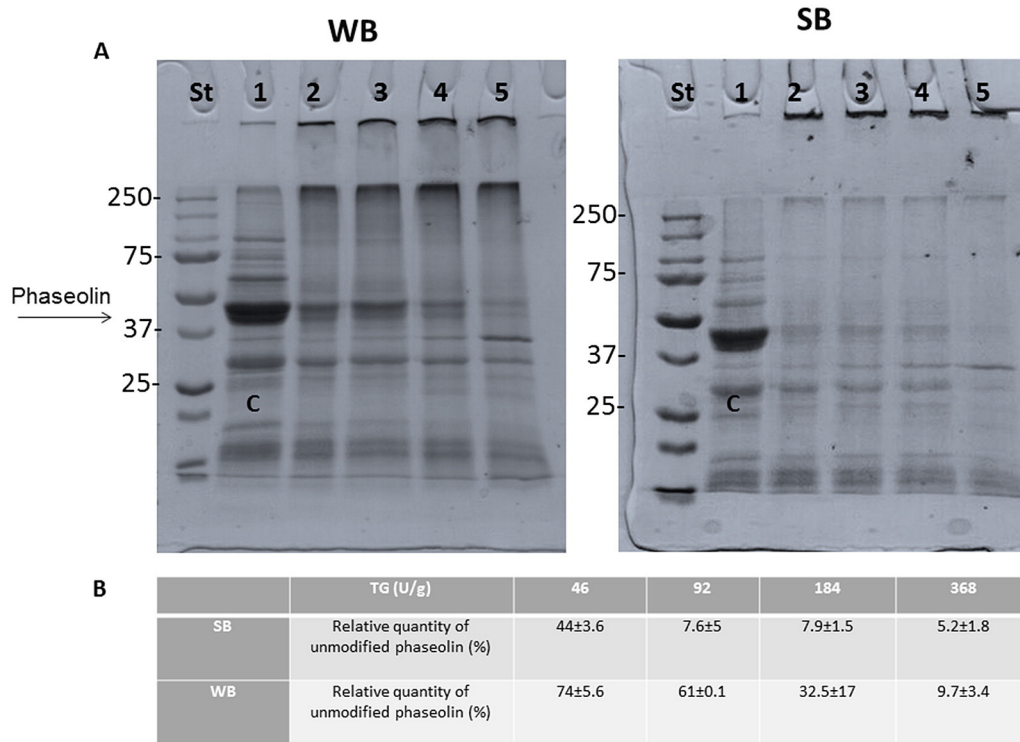 WB
SB
A
St 1 2 3 4 5
St 1 2 3 4 5
250-
75-
Phaseolin
37-
25-
C
250-
75-
37-
25-
C
B
TG (U/g) 46 92 184 368
SB Relative quantity of unmodified phaseolin (%) 44±3.6 7.6±5 7.9±1.5 5.2±1.8
WB Relative quantity of unmodified phaseolin (%) 74±5.6 61±0.1 32.5±17 9.7±3.4